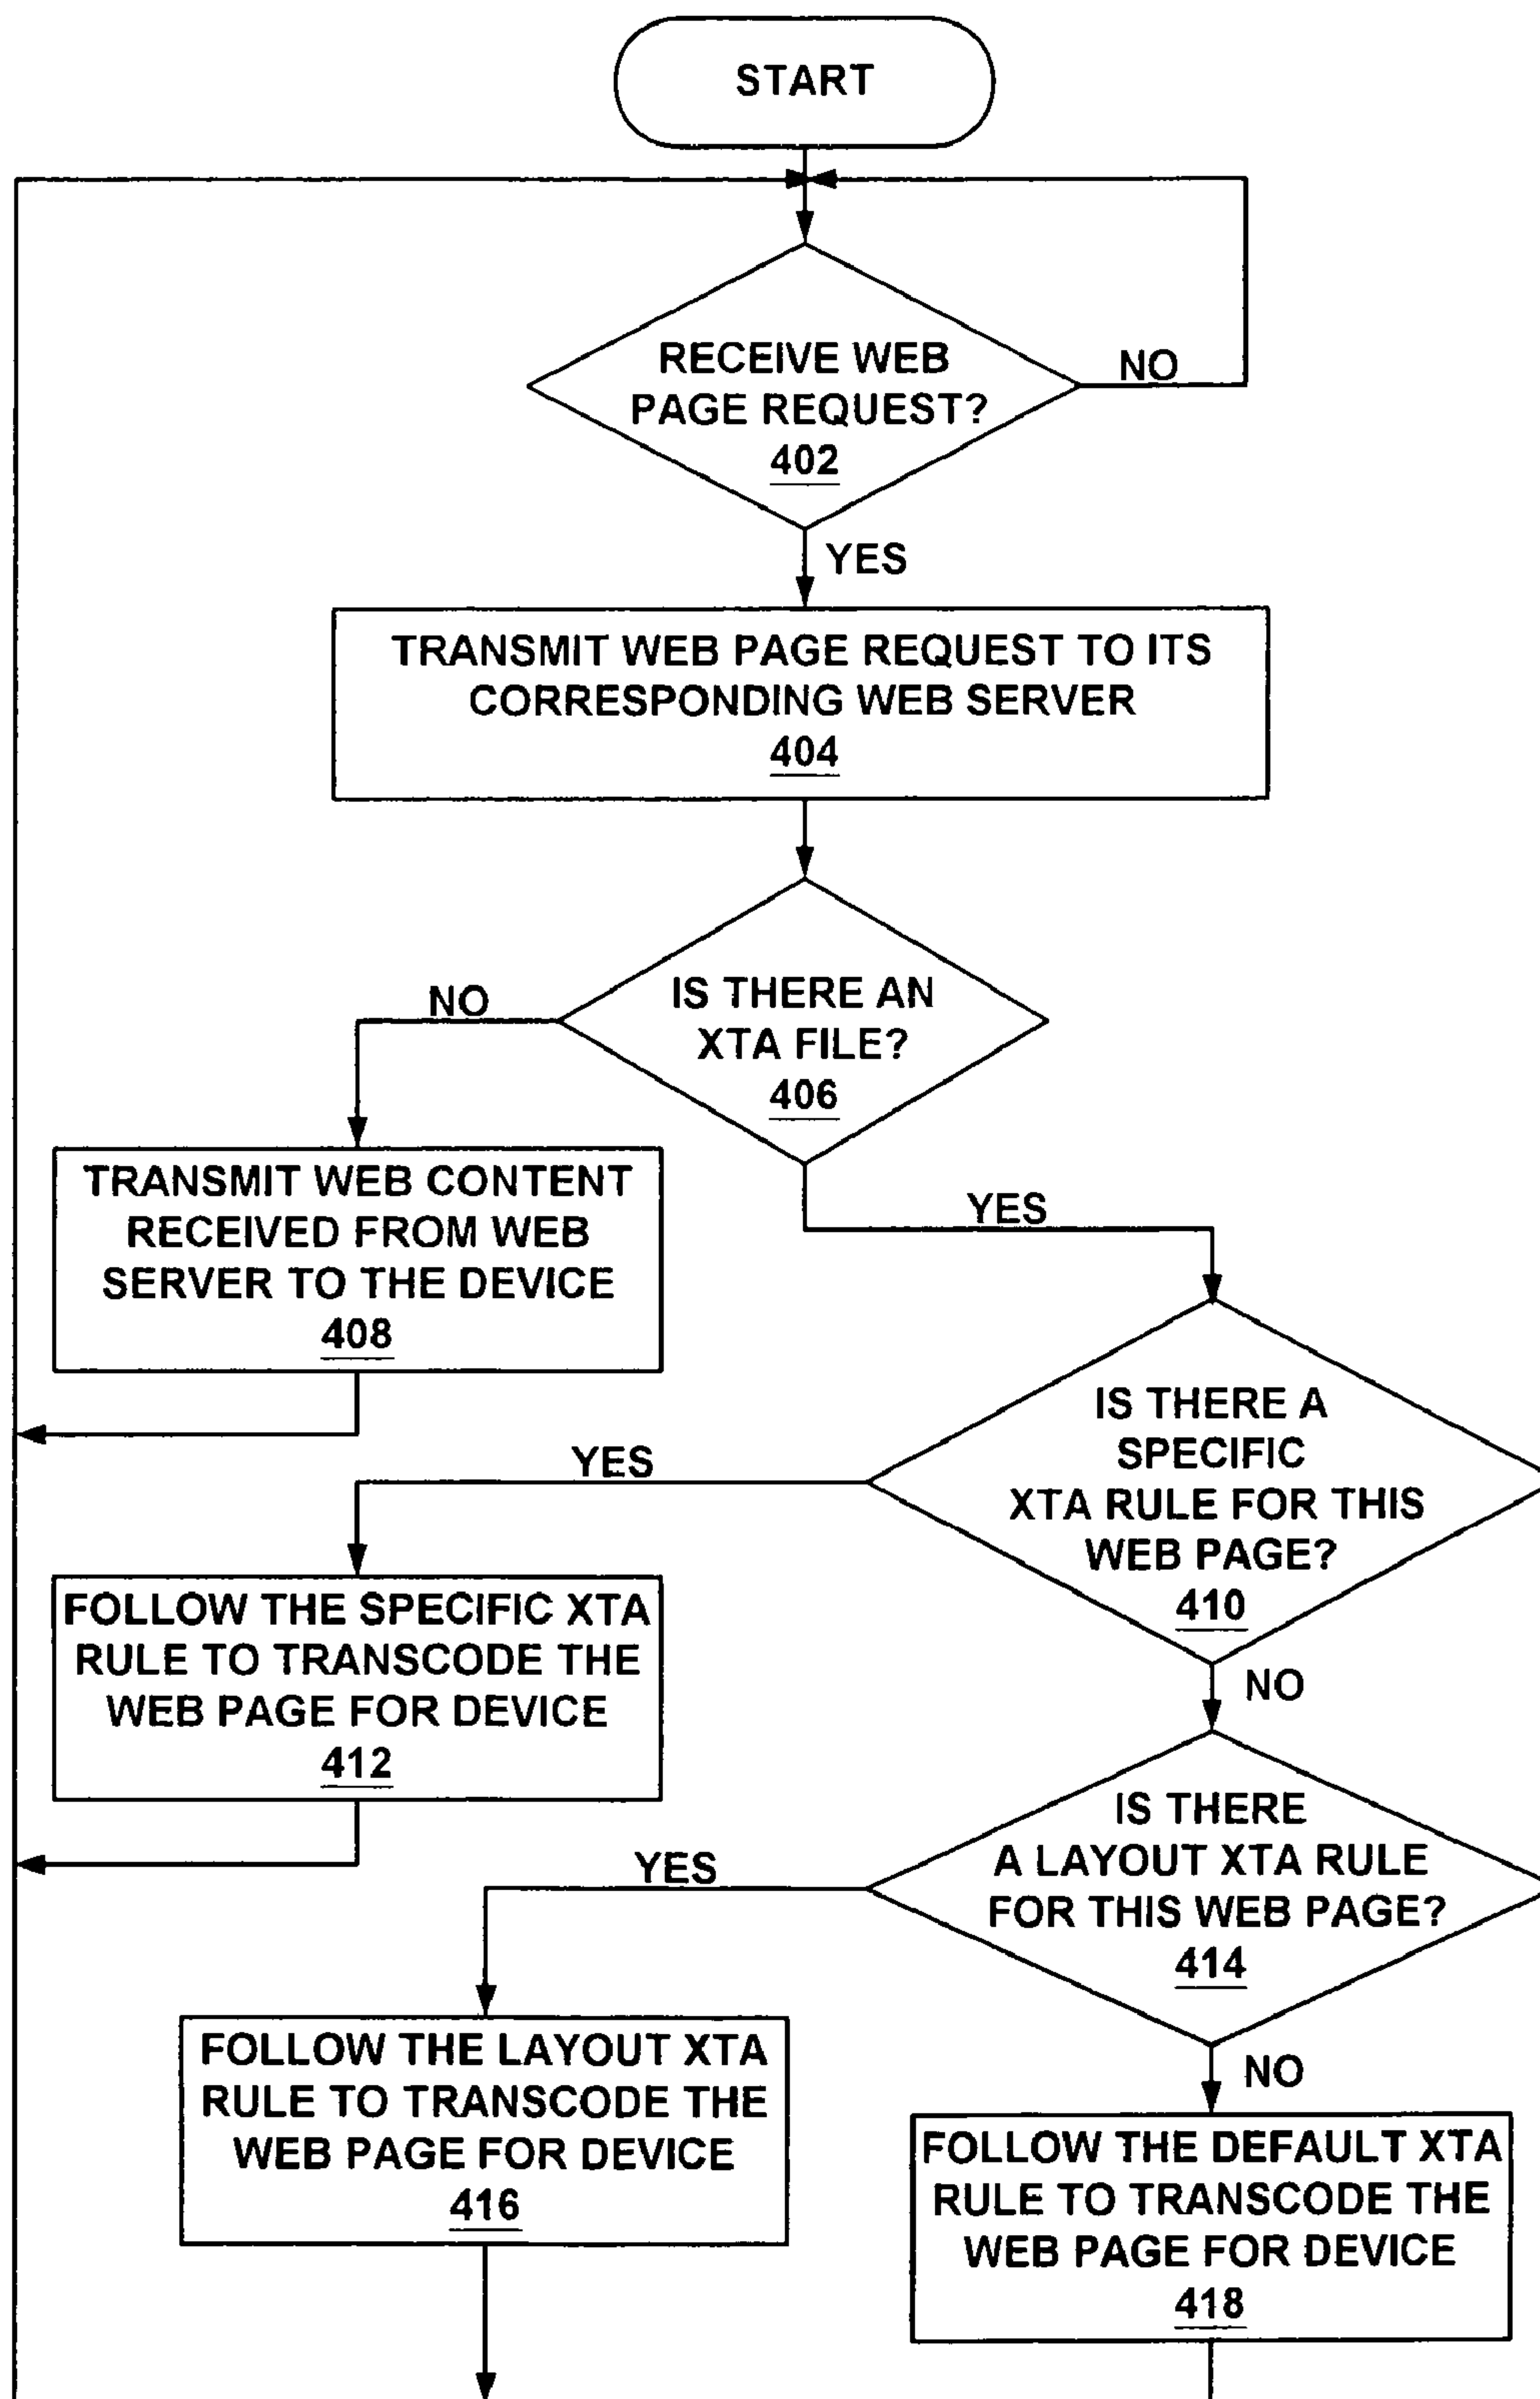 START
RECEIVE WEB
PAGE REQUEST?
402
NO
YES
TRANSMIT WEB PAGE REQUEST TO ITS
CORRESPONDING WEB SERVER
404
IS THERE AN
XTA FILE?
406
NO
YES
TRANSMIT WEB CONTENT
RECEIVED FROM WEB
SERVER TO THE DEVICE
408
IS THERE A
SPECIFIC
XTA RULE FOR THIS
WEB PAGE?
410
YES
NO
FOLLOW THE SPECIFIC XTA
RULE TO TRANSCODE THE
WEB PAGE FOR DEVICE
412
IS THERE
A LAYOUT XTA RULE
FOR THIS WEB PAGE?
414
YES
NO
FOLLOW THE LAYOUT XTA
RULE TO TRANSCODE THE
WEB PAGE FOR DEVICE
416
FOLLOW THE DEFAULT XTA
RULE TO TRANSCODE THE
WEB PAGE FOR DEVICE
418